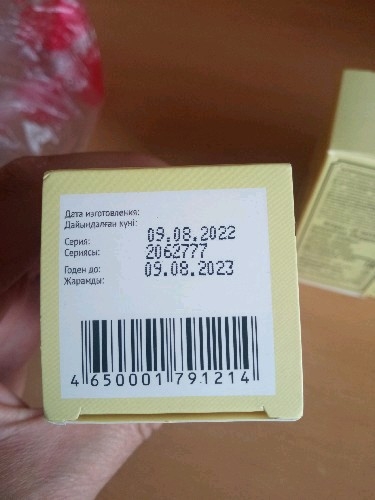 Дата изготовления:
Дайындалған күні:
09.08.2022
Серия:
Сериясы:
2062777
Годен до:
Жарамды:
09.08.2023
4 650001 791214